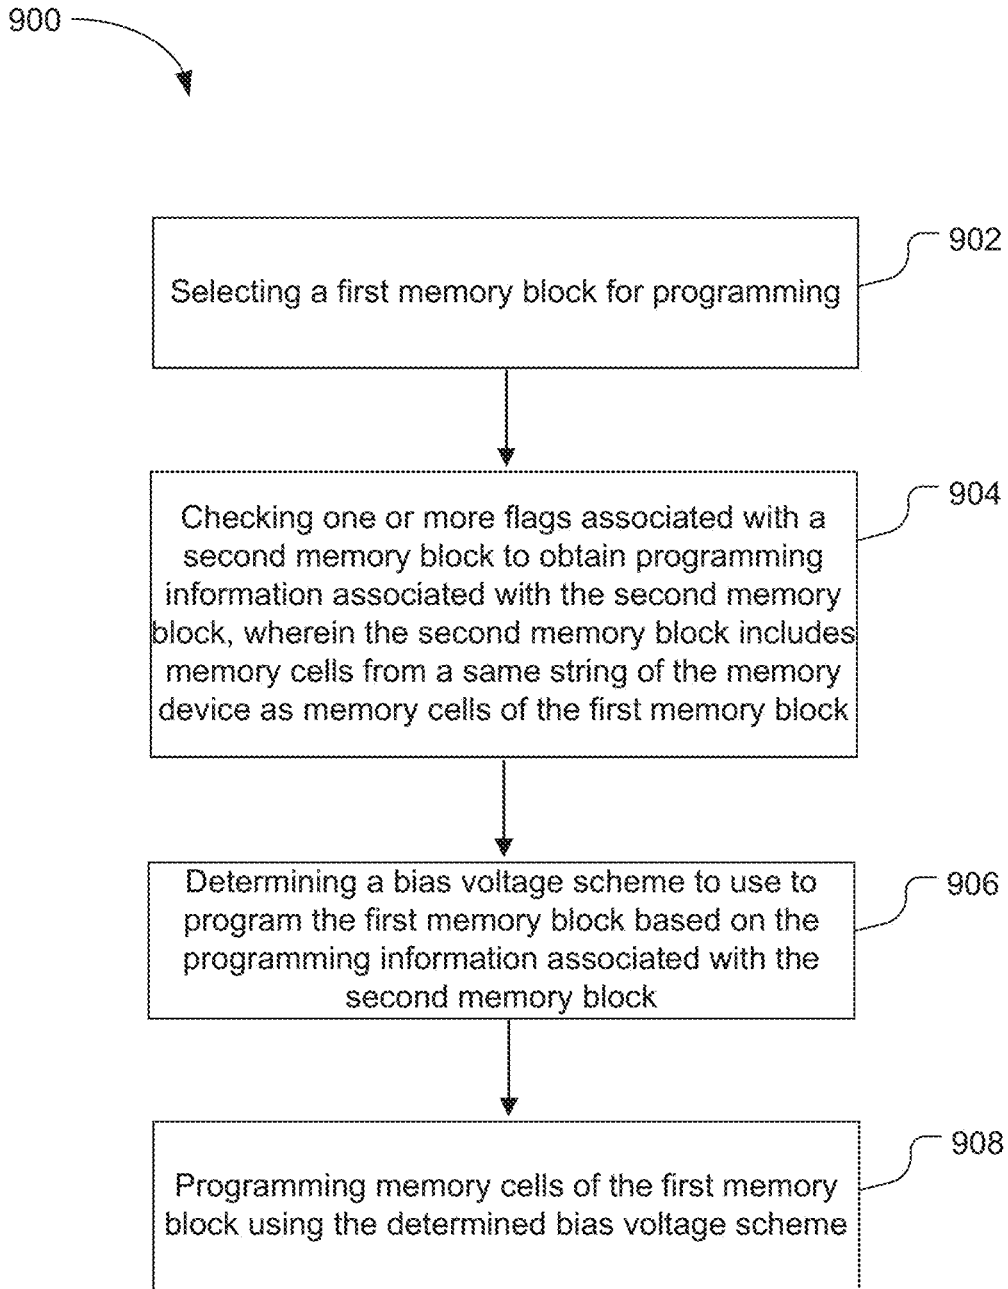 900
902
Selecting a first memory block for programming
904
Checking one or more flags associated with a
second memory block to obtain programming
information associated with the second memory
block, wherein the second memory block includes
memory cells from a same string of the memory
device as memory cells of the first memory block
906
Determining a bias voltage scheme to use to
program the first memory block based on the
programming information associated with the
second memory block
908
Programming memory cells of the first memory
block using the determined bias voltage scheme